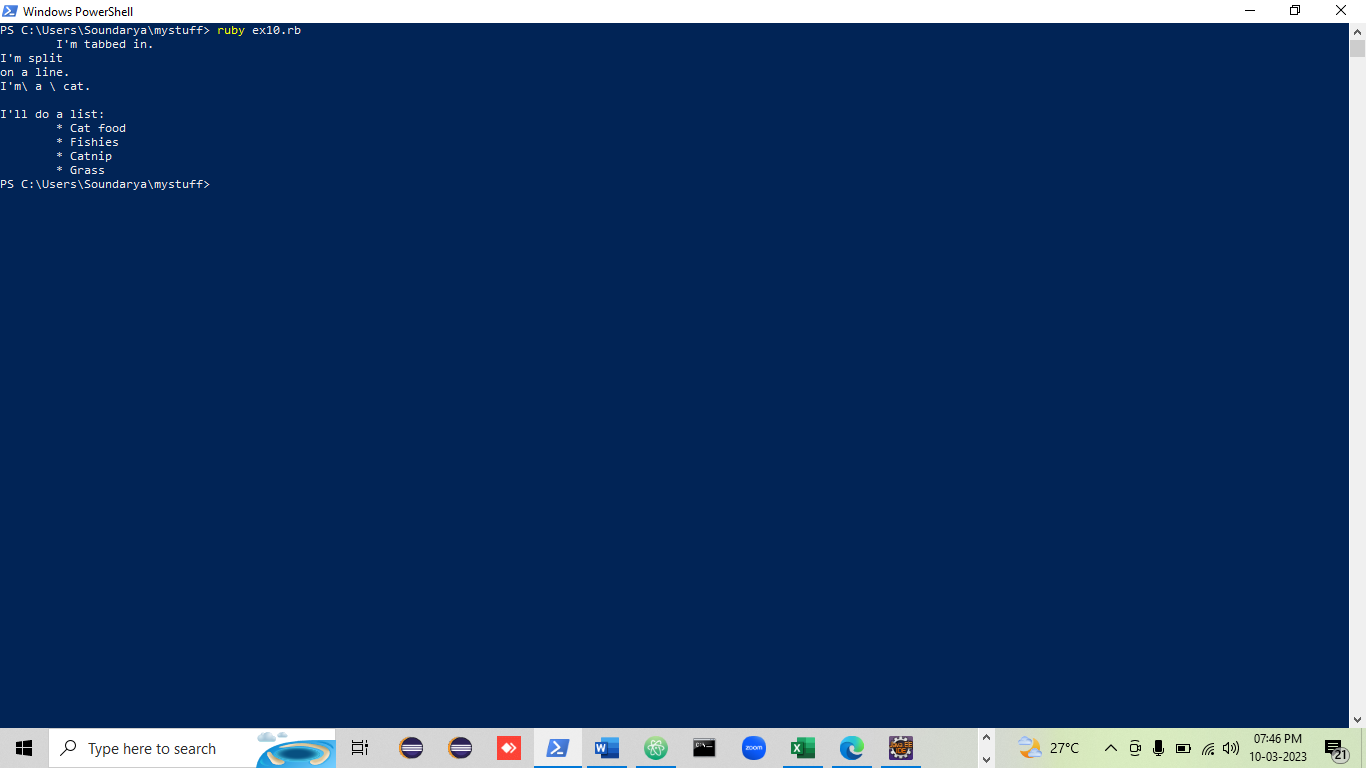 Windows PowerShell
PS C:\Users\Soundarya\mystuff> ruby ex10.rb
I'm tabbed in.
I'm split
on a line.
I'm\ a \ cat.
I'll do a list:
* Cat food
* Fishies
* Catnip
* Grass
PS C:\Users\Soundarya\mystuff>
Type here to search
zoom
27°C
07:46 PM
10-03-2023
21